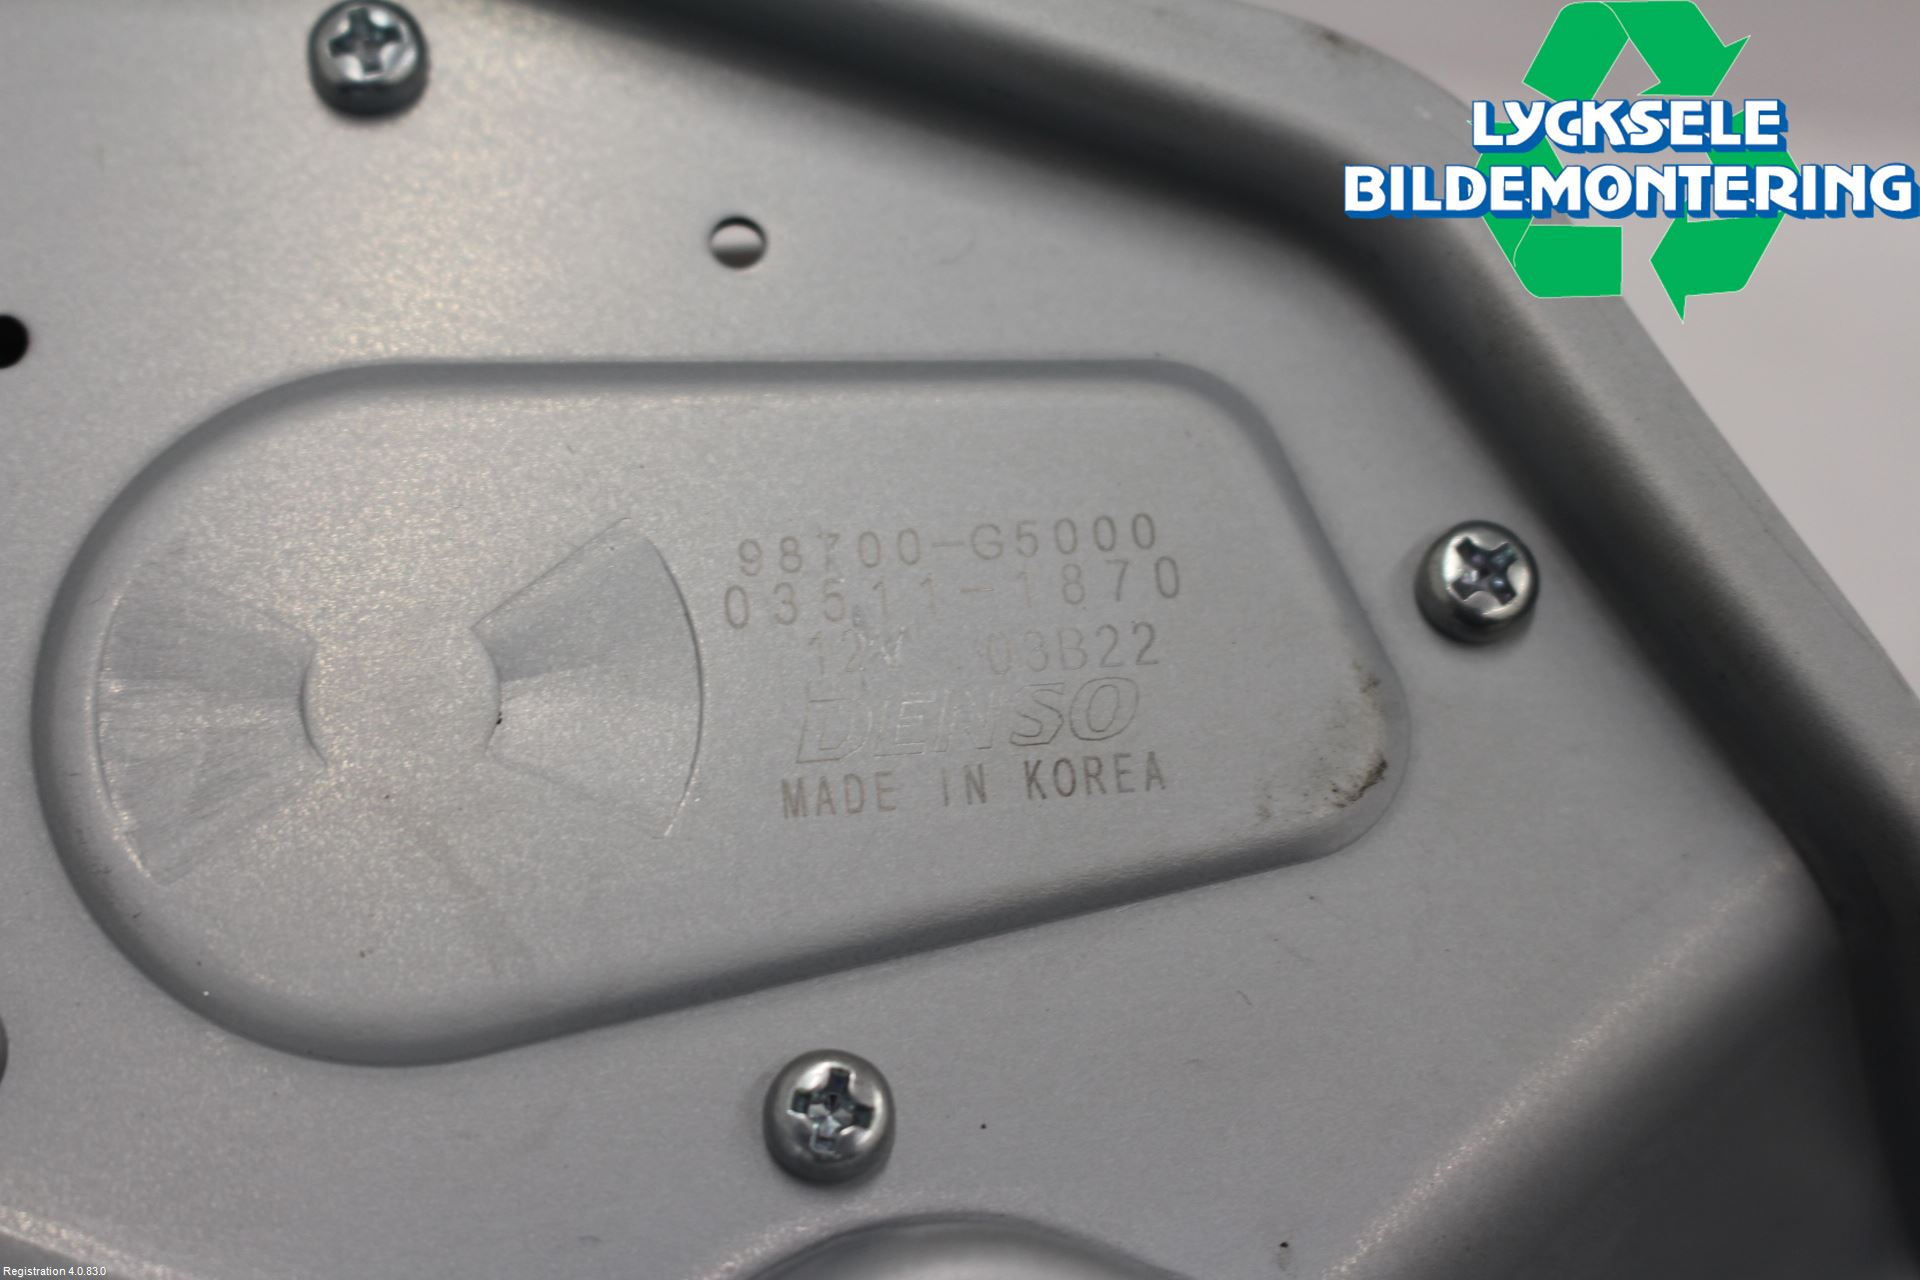 LYCKSELE
BILDEMONTERING
98700-G5000
03511-1870
12V 03B22
DENSO
MADE IN KOREA
Registration 4.0.83.0